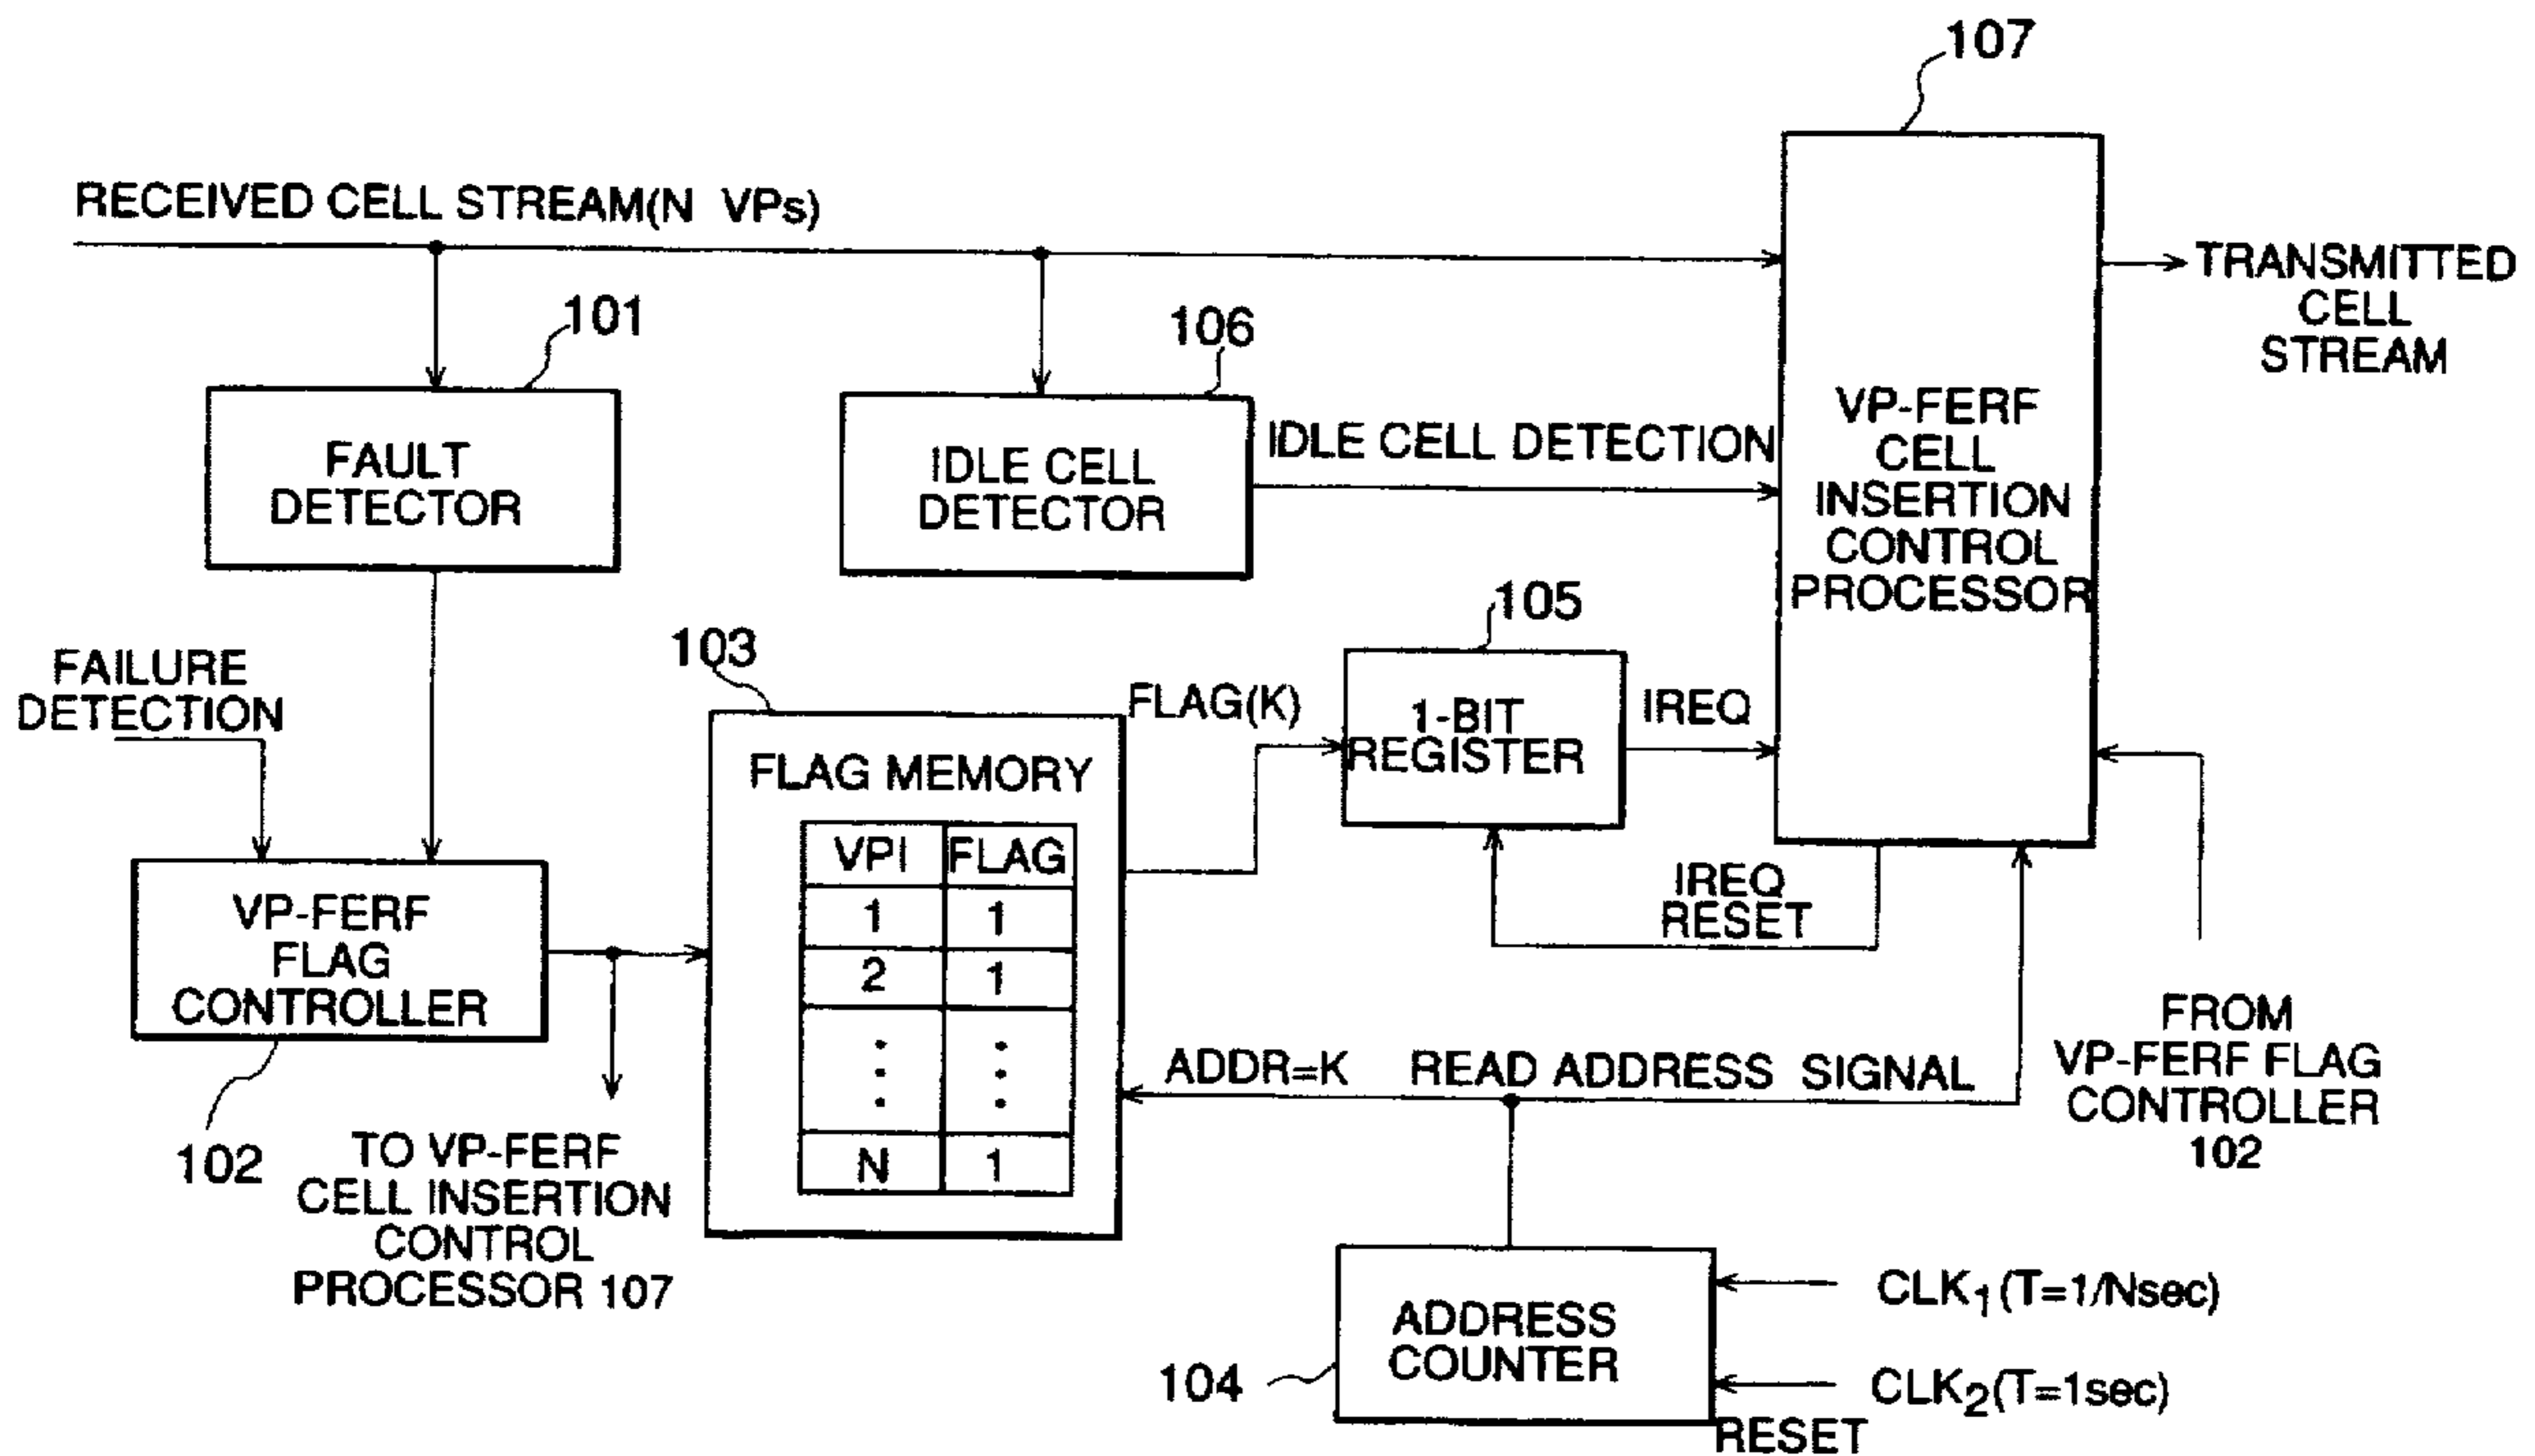 107
RECEIVED CELL STREAM(N VPs)
TRANSMITTED
CELL
STREAM
101
106
FAULT
DETECTOR
IDLE CELL
DETECTOR
IDLE CELL DETECTION
VP-FERF
CELL
INSERTION
CONTROL
PROCESSOR
FAILURE
DETECTION
103
105
FLAG(K)
1-BIT
REGISTER
IREQ
FLAG MEMORY
VPI FLAG
1 1
2 1
. .
. .
. .
N 1
VP-FERF
FLAG
CONTROLLER
IREQ
RESET
102
TO VP-FERF
CELL INSERTION
CONTROL
PROCESSOR 107
ADDR=K READ ADDRESS SIGNAL
FROM
VP-FERF FLAG
CONTROLLER
102
ADDRESS
COUNTER
104
CLK1(T=1/Nsec)
CLK2(T=1sec)
RESET